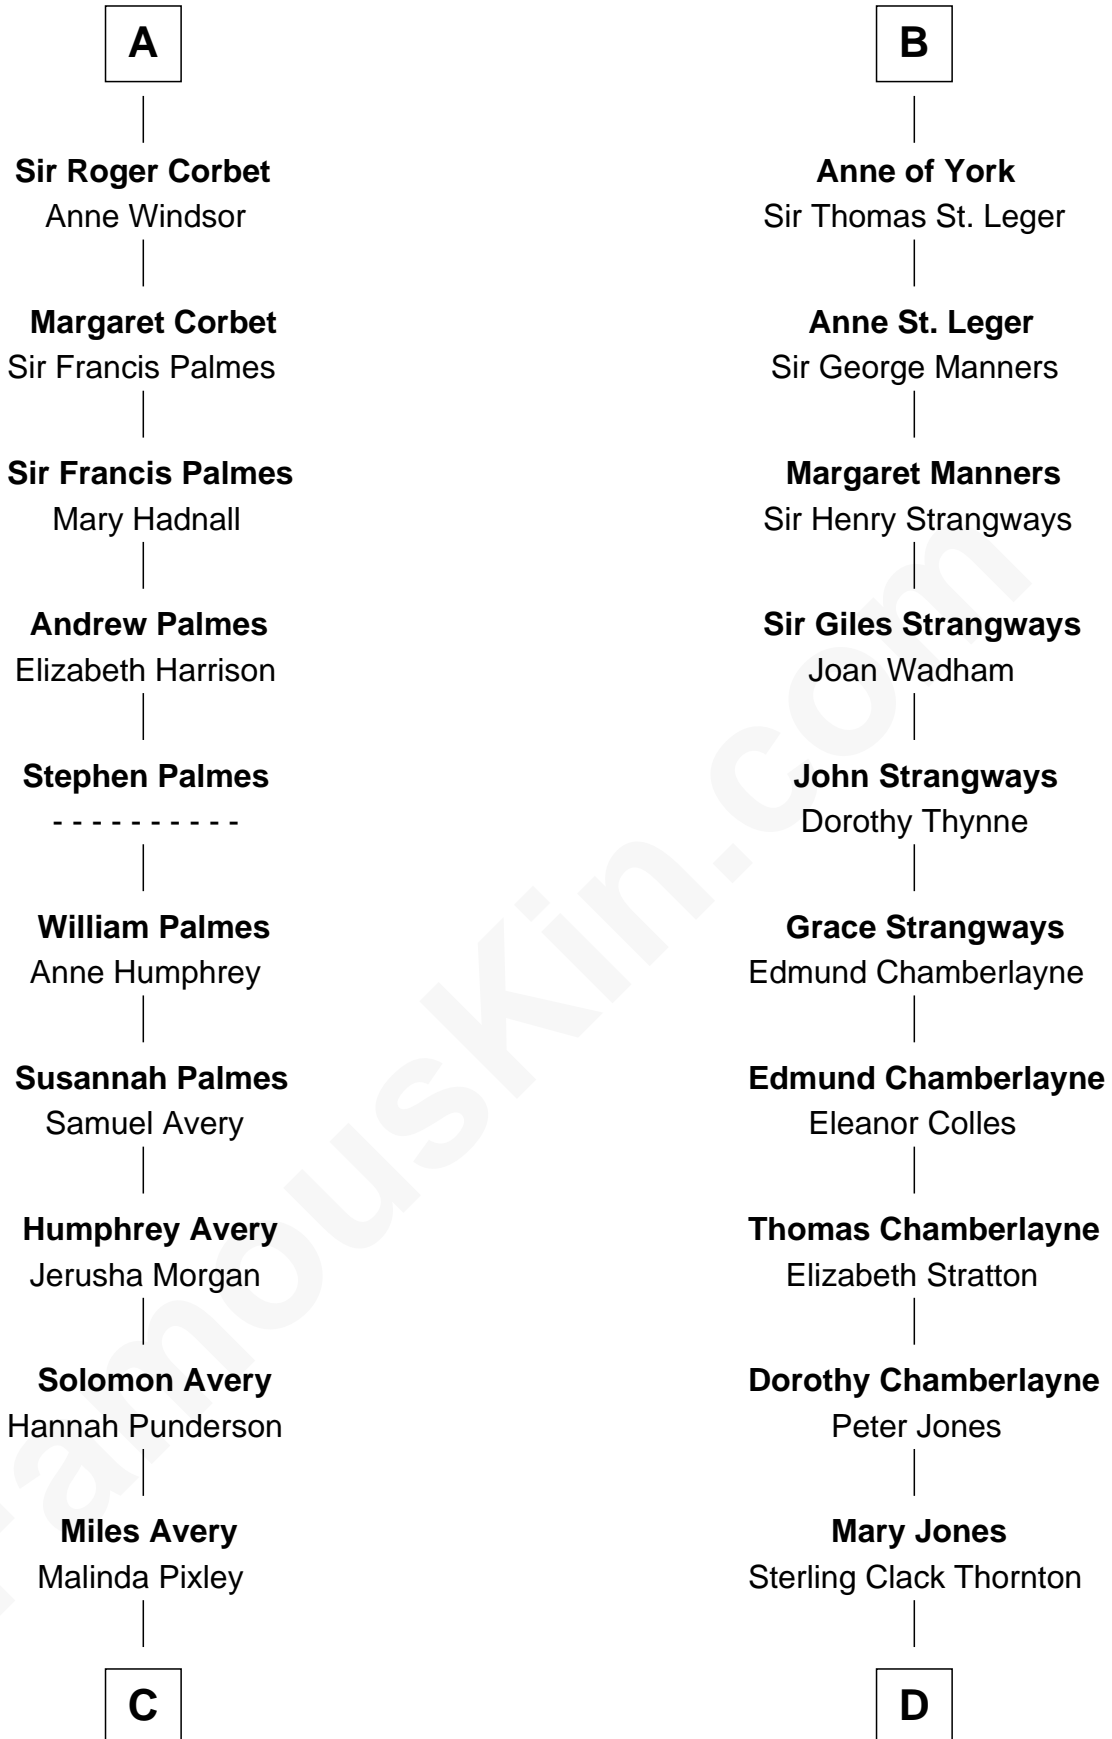 A
Sir Roger Corbet
Anne Windsor
Margaret Corbet
Sir Francis Palmes
Sir Francis Palmes
Mary Hadnall
Andrew Palmes
Elizabeth Harrison
Stephen Palmes
- - - - - - - - - -
William Palmes
Anne Humphrey
Susannah Palmes
Samuel Avery
Humphrey Avery
Jerusha Morgan
Solomon Avery
Hannah Punderson
Miles Avery
Malinda Pixley
C
B
Anne of York
Sir Thomas St. Leger
Anne St. Leger
Sir George Manners
Margaret Manners
Sir Henry Strangways
Sir Giles Strangways
Joan Wadham
John Strangways
Dorothy Thynne
Grace Strangways
Edmund Chamberlayne
Edmund Chamberlayne
Eleanor Colles
Thomas Chamberlayne
Elizabeth Stratton
Dorothy Chamberlayne
Peter Jones
Mary Jones
Sterling Clack Thornton
D
FamousKin.com